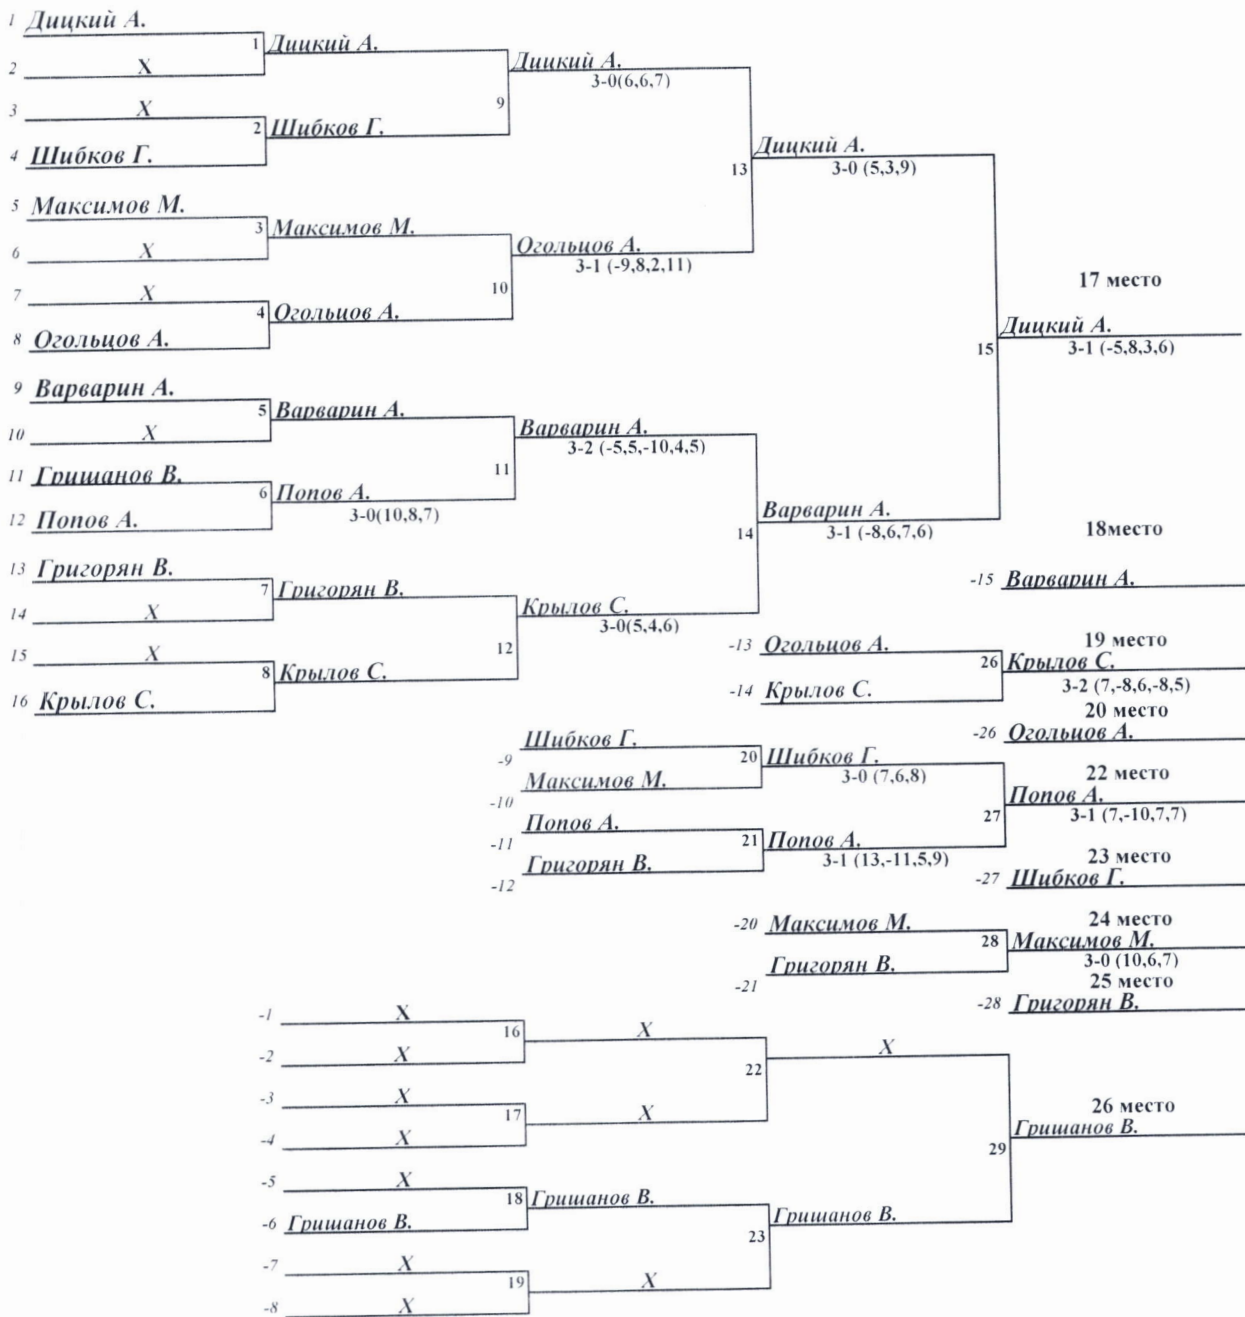 1 Дицкий А.
1 Дицкий А.
2 X
Дицкий А.
3-0(6,6,7)
9
3 X
2 Шибков Г.
4 Шибков Г.
Дицкий А.
13 3-0 (5,3,9)
5 Максимов М.
3 Максимов М.
6 X
Огольцов А.
3-1 (-9,8,2,11)
10
7 X
4 Огольцов А.
8 Огольцов А.
17 место
Дицкий А.
15 3-1 (-5,8,3,6)
9 Варварин А.
5 Варварин А.
10 X
Варварин А.
3-2 (-5,5,-10,4,5)
11
11 Гришанов В.
6 Попов А.
3-0(10,8,7)
12 Попов А.
Варварин А.
14 3-1 (-8,6,7,6)
18место
-15 Варварин А.
13 Григорян В.
7 Григорян В.
14 X
Крылов С.
3-0(5,4,6)
12
15 X
8 Крылов С.
16 Крылов С.
-13 Огольцов А.
19 место
26 Крылов С.
3-2 (7,-8,6,-8,5)
-14 Крылов С.
20 место
-26 Огольцов А.
-9 Шибков Г.
20 Шибков Г.
3-0 (7,6,8)
-10 Максимов М.
22 место
Попов А.
27 3-1 (7,-10,7,7)
-11 Попов А.
21 Попов А.
3-1 (13,-11,5,9)
-12 Григорян В.
23 место
-27 Шибков Г.
-20 Максимов М.
24 место
28 Максимов М.
3-0 (10,6,7)
-21 Григорян В.
25 место
-28 Григорян В.
-1 X
16 X
-2 X
22 X
-3 X
17 X
-4 X
26 место
Гришанов В.
29
-5 X
18 Гришанов В.
-6 Гришанов В.
23 Гришанов В.
-7 X
19 X
-8 X